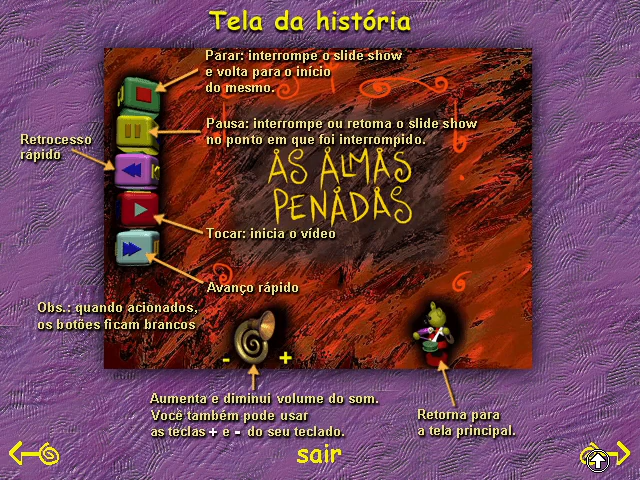 Tela da história
Parar: interrompe o slide show
e volta para o início
do mesmo.
Pausa: interrompe ou retoma o slide show
no ponto em que foi interrompido.
Retrocesso
rápido
AS ALMAS
PENADAS
Tocar: inicia o vídeo
Avanço rápido
Obs.: quando acionados,
os botões ficam brancos
- +
Aumenta e diminui volume do som.
Você também pode usar
as teclas + e - do seu teclado.
Retorna para
a tela principal.
sair